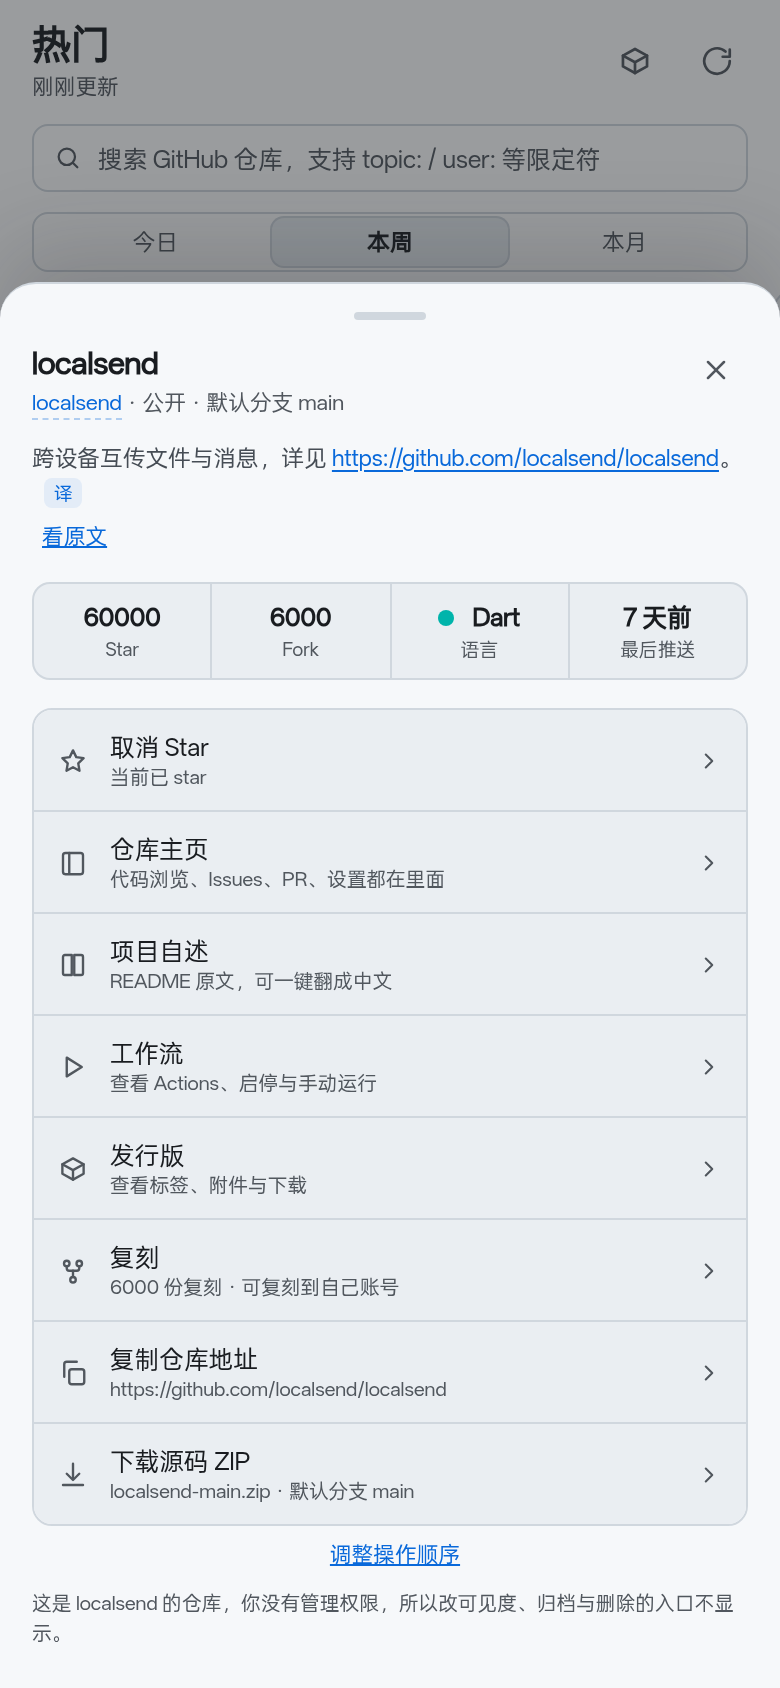 热门
刚刚更新
搜索 GitHub 仓库，支持 topic: / user: 等限定符
今日
本周
本月
localsend
localsend · 公开 · 默认分支 main
跨设备互传文件与消息，详见 https://github.com/localsend/localsend。
译
看原文
60000
Star
6000
Fork
Dart
语言
7 天前
最后推送
取消 Star
当前已 star
仓库主页
代码浏览、Issues、PR、设置都在里面
项目自述
README 原文，可一键翻成中文
工作流
查看 Actions、启停与手动运行
发行版
查看标签、附件与下载
复刻
6000 份复刻 · 可复刻到自己账号
复制仓库地址
https://github.com/localsend/localsend
下载源码 ZIP
localsend-main.zip · 默认分支 main
调整操作顺序
这是 localsend 的仓库，你没有管理权限，所以改可见度、归档与删除的入口不显
示。